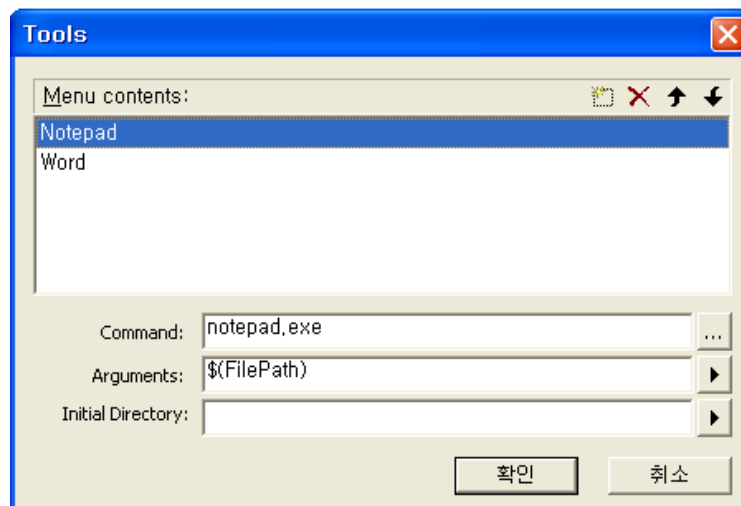 Tools
Menu contents:
Notepad
Word
Command: notepad.exe ...
Arguments: $(FilePath)
Initial Directory:
확인 취소